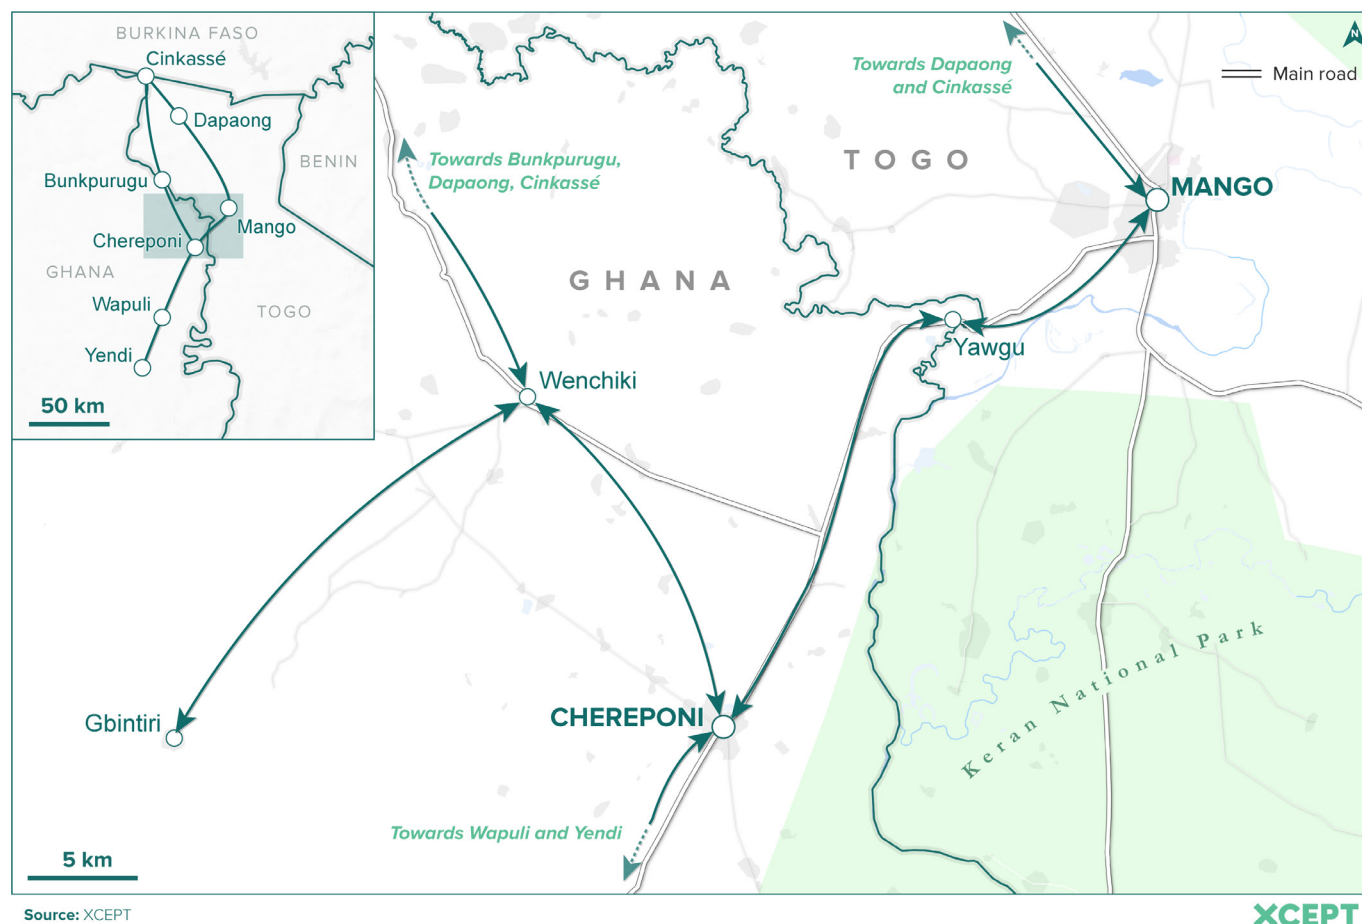 BURKINA FASO
Cinkassé
Dapaong
BENIN
Bunkpurugu
Mango
Chereponi
GHANA
Wapuli
TOGO
Yendi
50 km
Towards Dapaong
and Cinkassé
N
Main road
Towards Bunkpurugu,
Dapaong, Cinkassé
TOGO
MANGO
GHANA
Yawgu
Wenchiki
Keran National Park
CHEREPONI
Gbintiri
Towards Wapuli and Yendi
5 km
Source: XCEPT
XCEPT